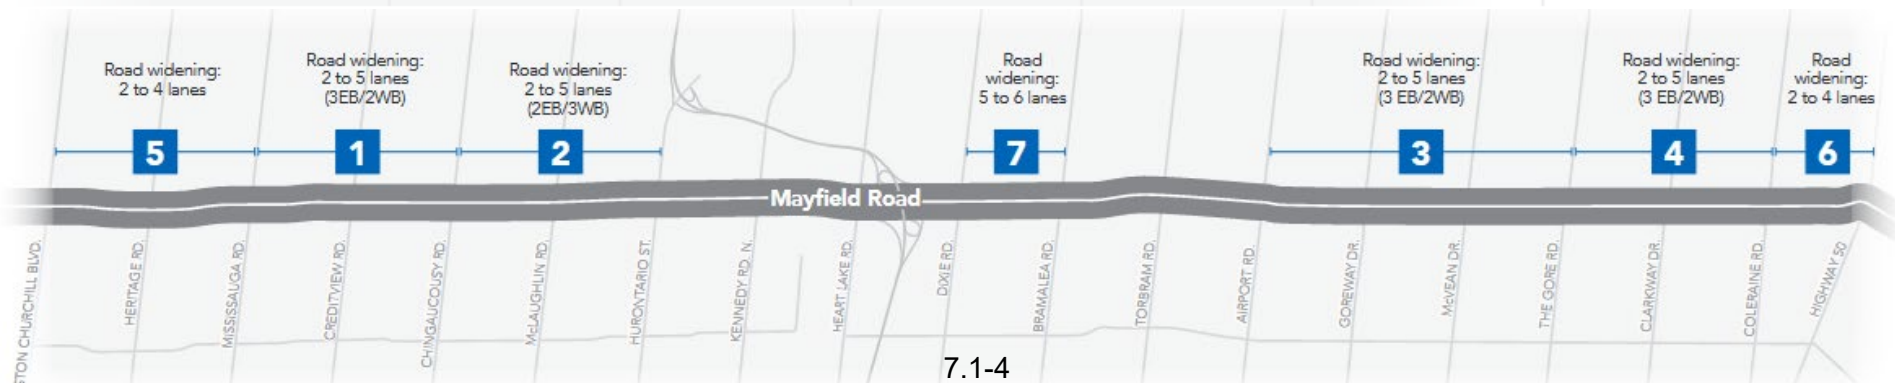 Road widening:
2 to 4 lanes
Road widening:
2 to 5 lanes
(3EB/2WB)
Road widening:
2 to 5 lanes
(2EB/3WB)
Road
widening:
5 to 6 lanes
Road widening:
2 to 5 lanes
(3 EB/2WB)
Road widening:
2 to 5 lanes
(3 EB/2WB)
Road
widening:
2 to 4 lanes
5
1
2
7
3
4
6
Mayfield Road
STON CHURCHILL BLVD.
HERITAGE RD.
MISSISSAUGA RD.
CREDITVIEW RD.
CHINGAUCOUSY RD.
McLAUGHLIN RD.
HURONTARIO ST.
KENNEDY RD. N.
HEART LAKE RD.
DIXIE RD.
BRAMALEA RD.
TORBRAM RD.
AIRPORT RD.
GOREWAY DR.
McVEAN DR.
THE GORE RD.
CLARKWAY DR.
COLERAINE RD.
HIGHWAY 50
7.1-4